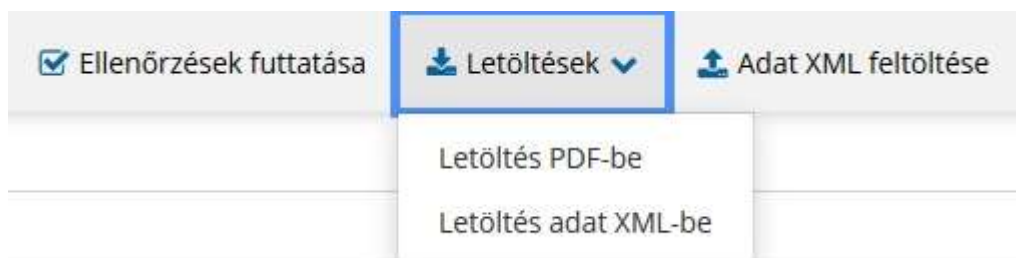 Ellenőrzések futtatása Letöltések Adat XML feltöltése
Letöltés PDF-be
Letöltés adat XML-be